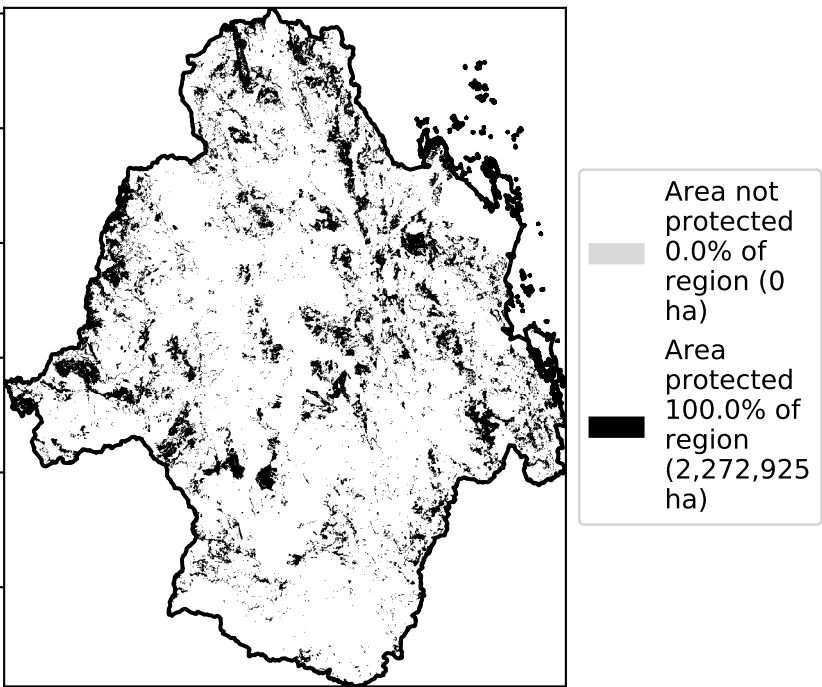 Area not
protected
0.0% of
region (0
ha)
Area
protected
100.0% of
region
(2,272,925
ha)